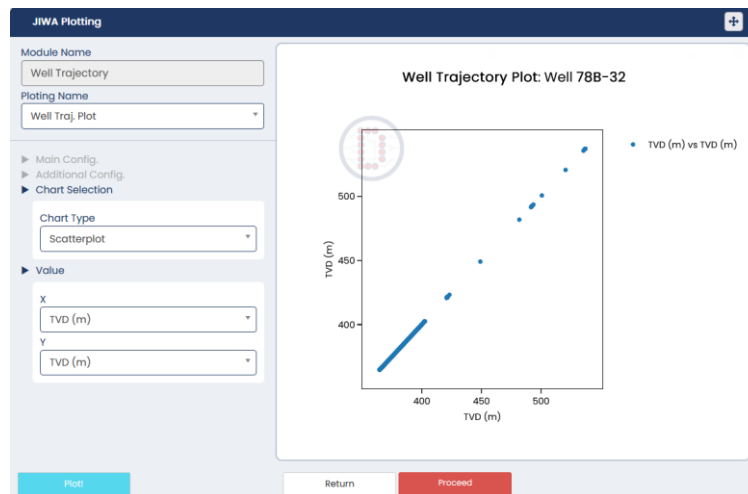 JIWA Plotting
Module Name
Well Trajectory
Ploting Name
Well Traj. Plot
Main Config.
Additional Config.
Chart Selection
Chart Type
Scatterplot
Value
X
TVD (m)
Y
TVD (m)
Plot!
Well Trajectory Plot: Well 78B-32
TVD (m) vs TVD (m)
500
450
400
TVD (m)
400 450 500
TVD (m)
Return
Proceed